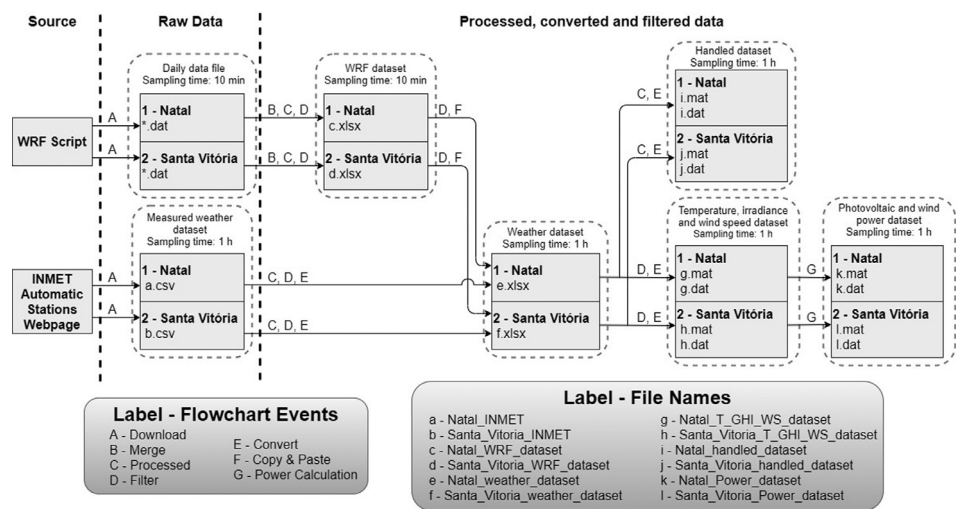 Source
Raw Data
Processed, converted and filtered data
Daily data file
Sampling time: 10 min
WRF dataset
Sampling time: 10 min
Handled dataset
Sampling time: 1 h
WRF Script
A
A
1 - Natal
*.dat
2 - Santa Vitória
*.dat
B, C, D
B, C, D
1 - Natal
c.xlsx
2 - Santa Vitória
d.xlsx
D, F
D, F
C, E
C, E
1 - Natal
i.mat
i.dat
2 - Santa Vitória
j.mat
j.dat
Measured weather
dataset
Sampling time: 1 h
Weather dataset
Sampling time: 1 h
Temperature, irradiance
and wind speed dataset
Sampling time: 1 h
Photovoltaic and wind
power dataset
Sampling time: 1 h
INMET
Automatic
Stations
Webpage
A
A
1 - Natal
a.csv
2 - Santa Vitória
b.csv
C, D, E
C, D, E
1 - Natal
e.xlsx
2 - Santa Vitória
f.xlsx
D, E
D, E
1 - Natal
g.mat
g.dat
2 - Santa Vitória
h.mat
h.dat
G
G
1 - Natal
k.mat
k.dat
2 - Santa Vitória
l.mat
l.dat
Label - Flowchart Events
A - Download
B - Merge
C - Processed
D - Filter
E - Convert
F - Copy & Paste
G - Power Calculation
Label - File Names
a - Natal_INMET
b - Santa_Vitoria_INMET
c - Natal_WRF_dataset
d - Santa_Vitoria_WRF_dataset
e - Natal_weather_dataset
f - Santa_Vitoria_weather_dataset
g - Natal_T_GHI_WS_dataset
h - Santa_Vitoria_T_GHI_WS_dataset
i - Natal_handled_dataset
j - Santa_Vitoria_handled_dataset
k - Natal_Power_dataset
l - Santa_Vitoria_Power_dataset